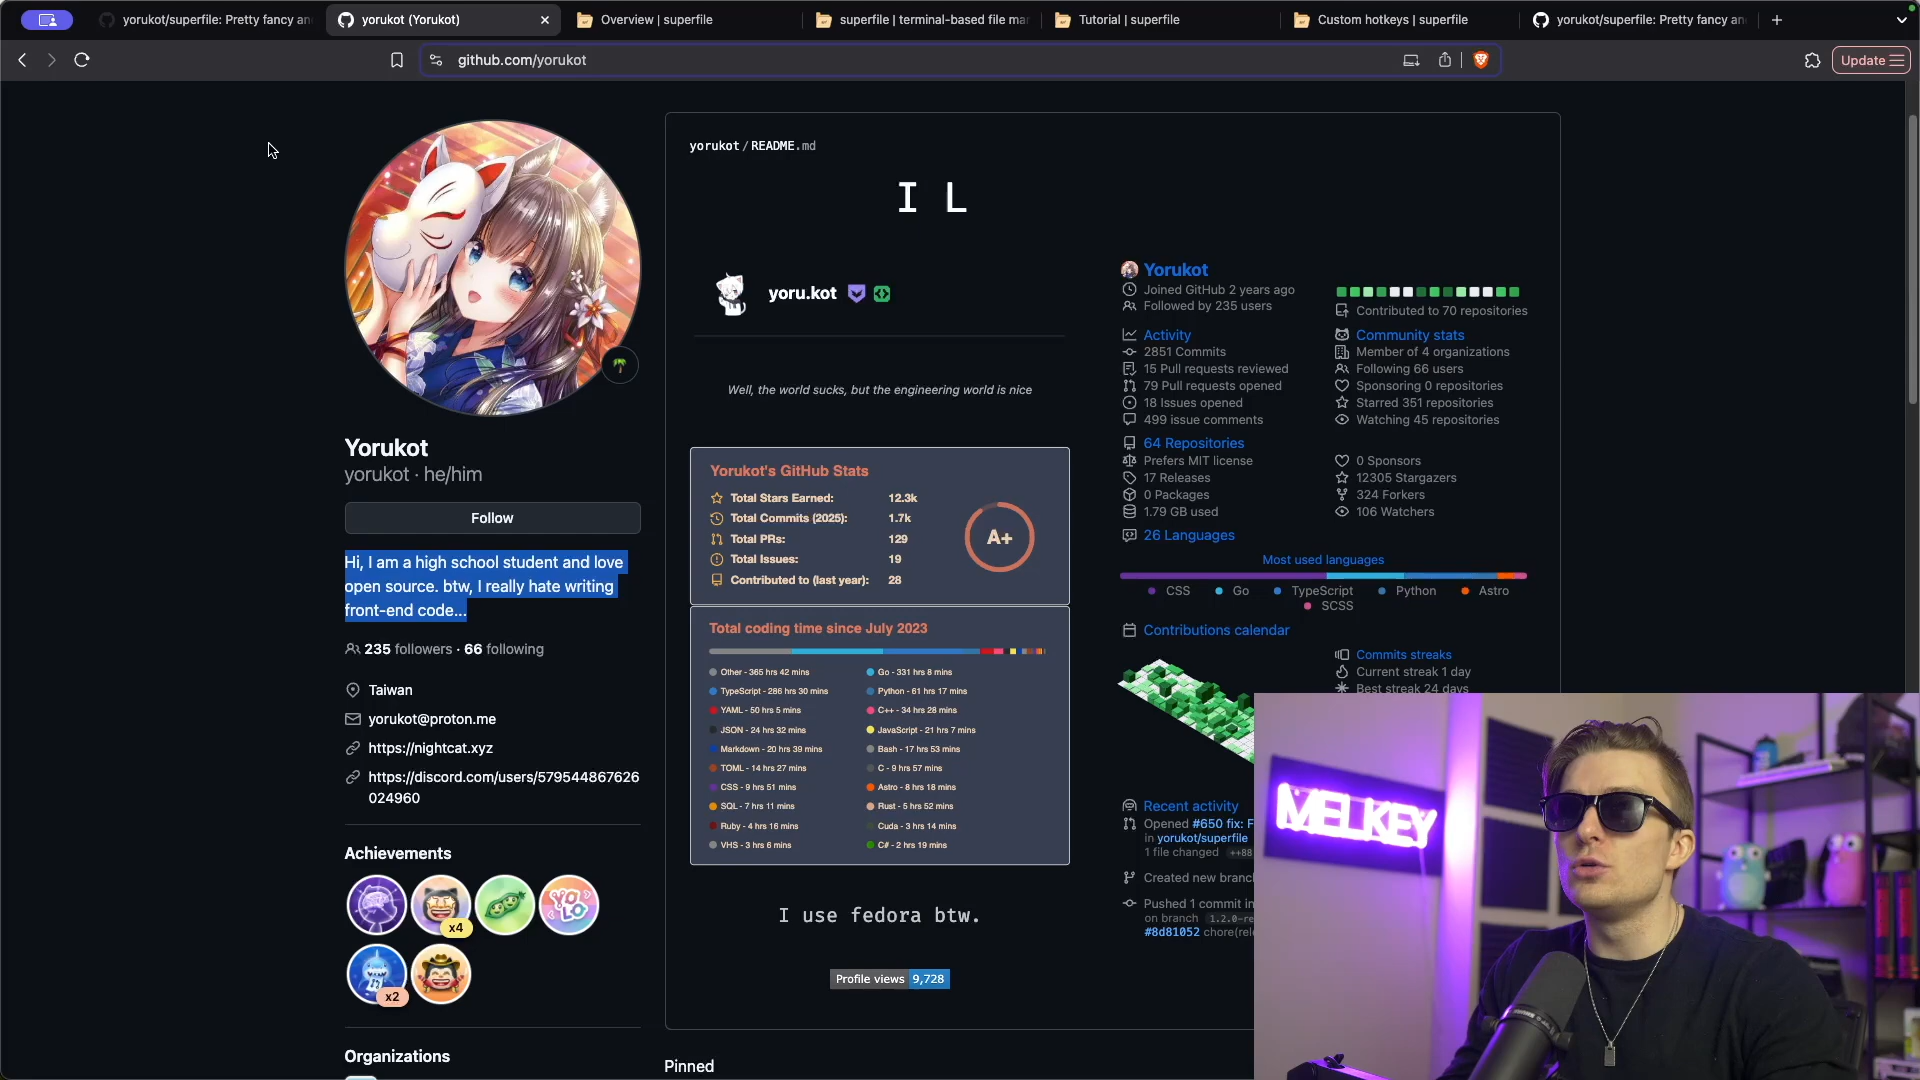 yorukot/superfile: Pretty fancy an
yorukot (Yorukot)
Overview | superfile
superfile | terminal-based file mar
Tutorial | superfile
Custom hotkeys | superfile
yorukot/superfile: Pretty fancy an
github.com/yorukot
Update
yorukot/README.md
I L
yoru.kot
Well, the world sucks, but the engineering world is nice
Yorukot's GitHub Stats
Total Stars Earned: 12.3k
Total Commits (2025): 1.7k
Total PRs: 129
Total Issues: 19
Contributed to (last year): 28
A+
Total coding time since July 2023
Other - 365 hrs 42 mins
Go - 331 hrs 8 mins
TypeScript - 286 hrs 30 mins
Python - 61 hrs 17 mins
YAML - 50 hrs 5 mins
C++ - 34 hrs 28 mins
JSON - 24 hrs 32 mins
JavaScript - 21 hrs 7 mins
Markdown - 20 hrs 39 mins
Bash - 17 hrs 53 mins
TOML - 14 hrs 27 mins
C - 9 hrs 57 mins
CSS - 9 hrs 51 mins
Astro - 8 hrs 18 mins
SQL - 7 hrs 11 mins
Rust - 5 hrs 52 mins
Ruby - 4 hrs 16 mins
Cuda - 3 hrs 14 mins
VHS - 3 hrs 6 mins
C# - 2 hrs 19 mins
I use fedora btw.
Profile views 9,728
Pinned
Yorukot
yorukot · he/him
Follow
Hi, I am a high school student and love
open source. btw, I really hate writing
front-end code...
235 followers · 66 following
Taiwan
yorukot@proton.me
https://nightcat.xyz
https://discord.com/users/579544867626
024960
Achievements
x4
YOLO
x2
Organizations
Yorukot
Joined GitHub 2 years ago
Followed by 235 users
Contributed to 70 repositories
Activity
2851 Commits
15 Pull requests reviewed
79 Pull requests opened
18 Issues opened
499 issue comments
Community stats
Member of 4 organizations
Following 66 users
Sponsoring 0 repositories
Starred 351 repositories
Watching 45 repositories
64 Repositories
Prefers MIT license
17 Releases
0 Packages
1.79 GB used
0 Sponsors
12305 Stargazers
324 Forkers
106 Watchers
26 Languages
Most used languages
CSS
Go
TypeScript
Python
Astro
SCSS
Contributions calendar
Commits streaks
Current streak 1 day
Best streak 24 days
Recent activity
Opened #650 fix: F
in yorukot/superfile
1 file changed ++88
Created new branc
Pushed 1 commit in
on branch 1.2.0-re
#8d81052 chore(rel
MELKEY